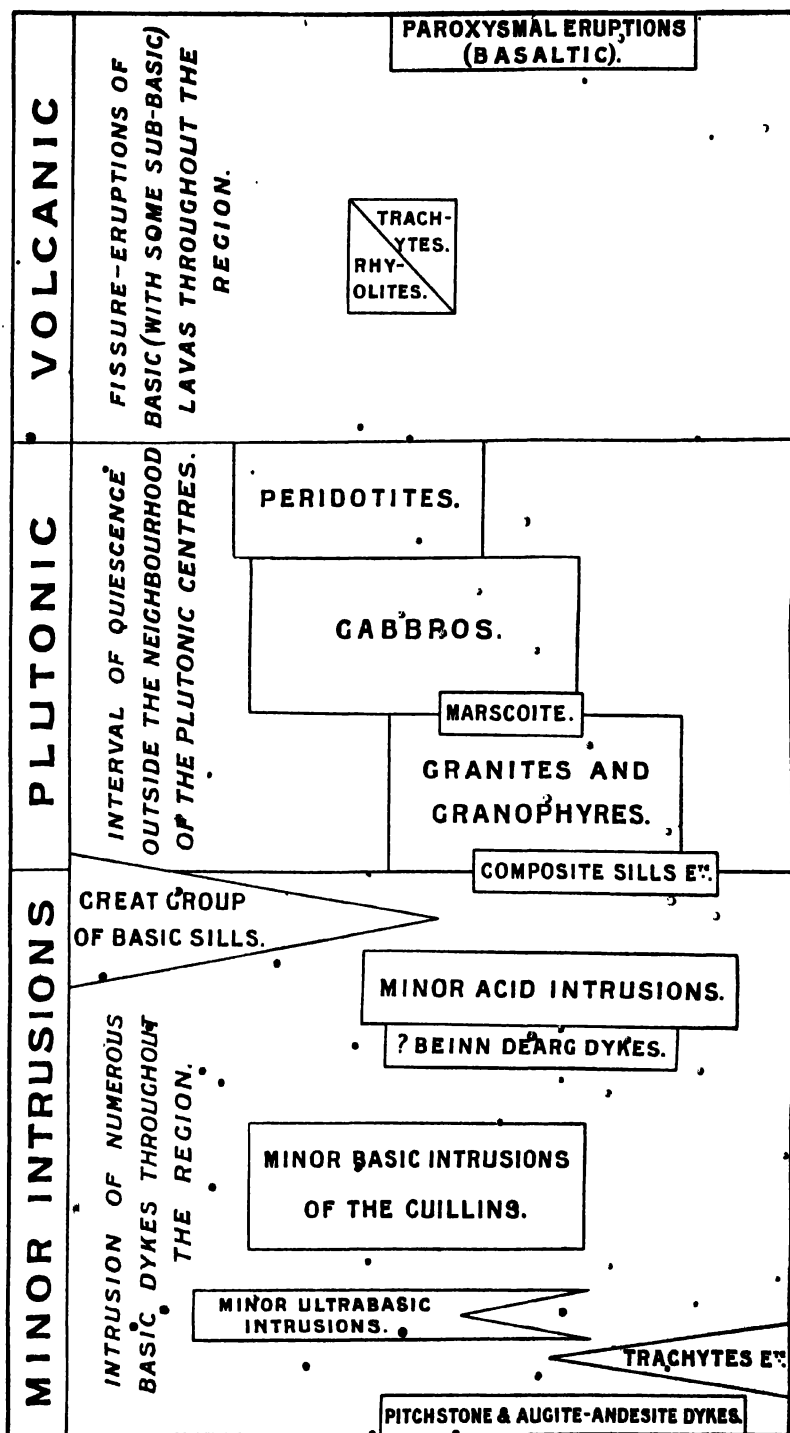 VOLCANIC
FISSURE-ERUPTIONS OF
BASIC (WITH SOME SUB-BASIC)
LAVAS THROUGHOUT THE
REGION.
PAROXYSMAL ERUPTIONS
(BASALTIC).
TRACH-
YTES.
RHY-
OLITES.
PLUTONIC
INTERVAL OF QUIESCENCE
OUTSIDE THE NEIGHBOURHOOD
OF THE PLUTONIC CENTRES.
PERIDOTITES.
GABBROS.
MARSCOITE.
GRANITES AND
GRANOPHYRES.
COMPOSITE SILLS ETC.
MINOR INTRUSIONS
GREAT GROUP
OF BASIC SILLS.
INTRUSION OF NUMEROUS
BASIC DYKES THROUGHOUT
THE REGION.
MINOR ACID INTRUSIONS.
? BEINN DEARG DYKES.
MINOR BASIC INTRUSIONS
OF THE CUILLINS.
MINOR ULTRABASIC
INTRUSIONS.
TRACHYTES ETC
PITCHSTONE & AUGITE-ANDESITE DYKES.